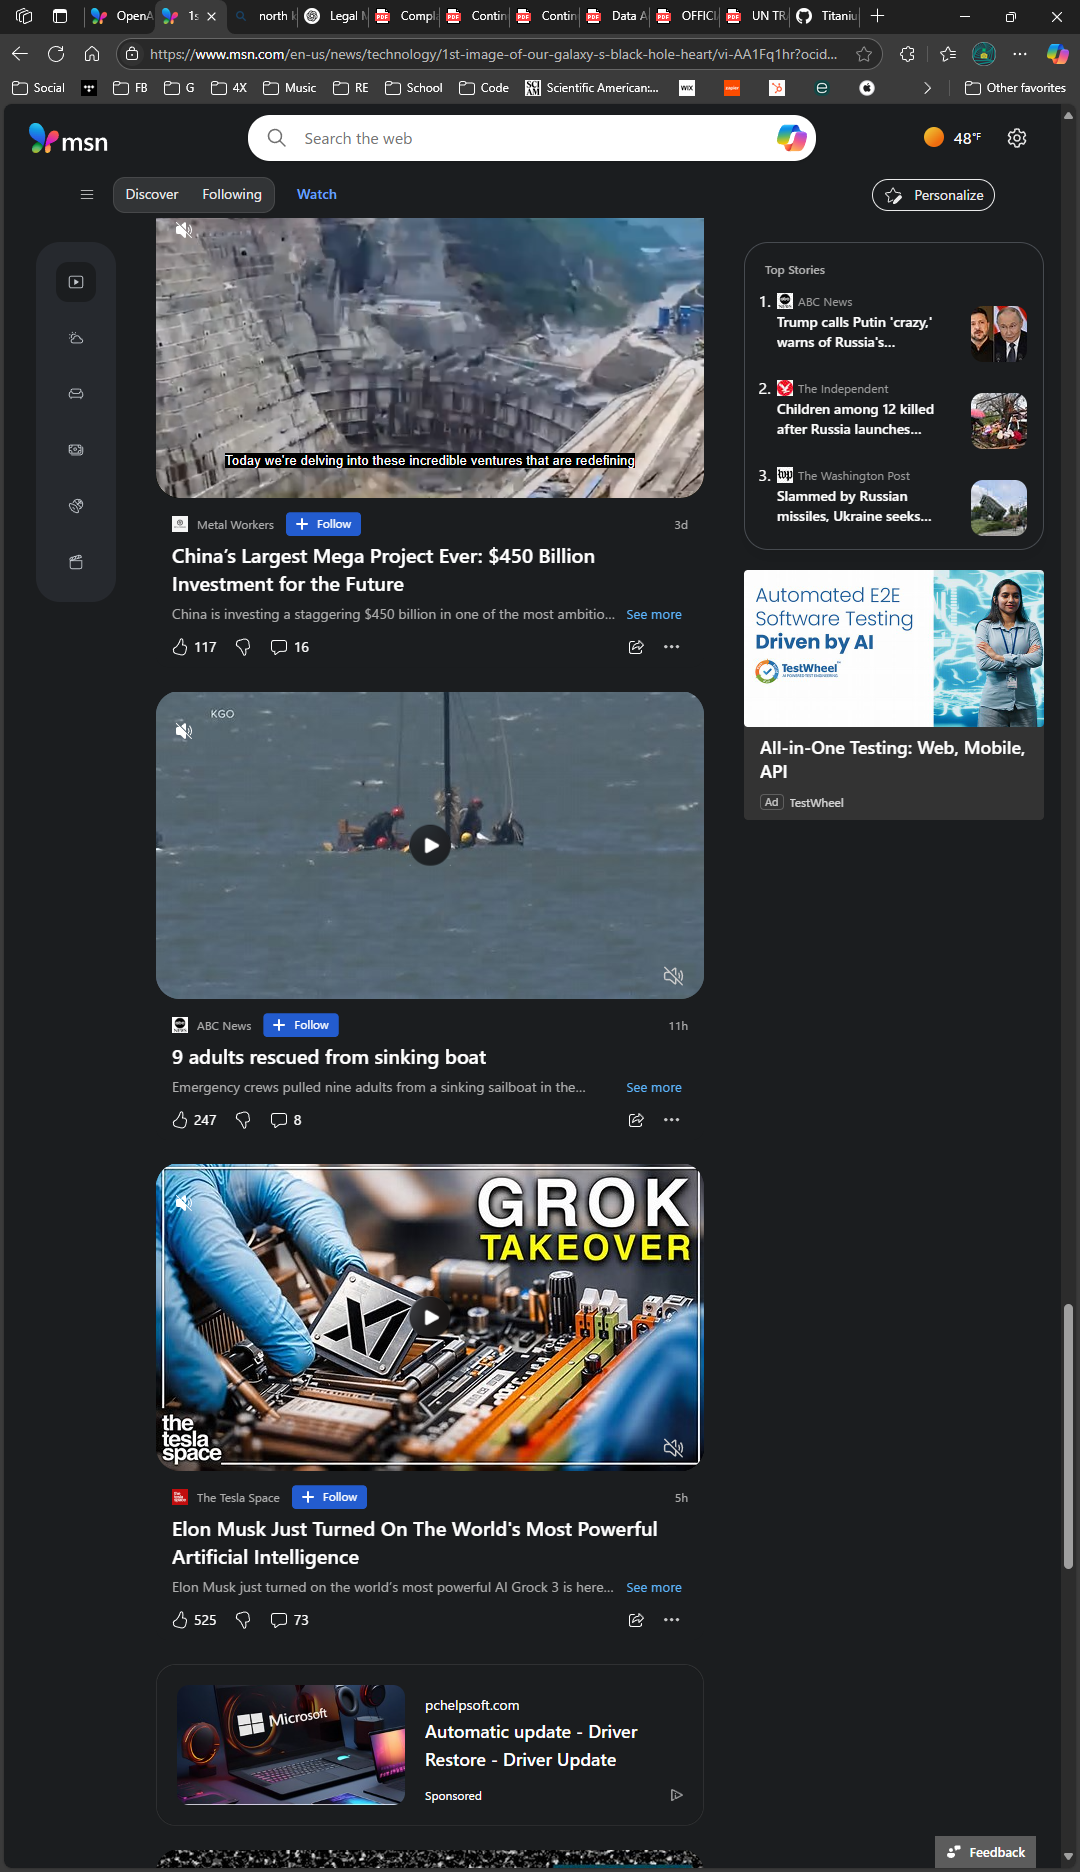 OpenA
1s
north k
Legal M
Compl
Contin
Contin
Data A
OFFICI
UN TR
Titaniu
https://www.msn.com/en-us/news/technology/1st-image-of-our-galaxy-s-black-hole-heart/vi-AA1Fq1hr?ocid...
Social
FB
G
4X
Music
RE
School
Code
Scientific American:...
WIX
Other favorites
msn
Search the web
48°F
Discover
Following
Watch
Personalize
Today we're delving into these incredible ventures that are redefining
Metal Workers
Follow
3d
China's Largest Mega Project Ever: $450 Billion
Investment for the Future
China is investing a staggering $450 billion in one of the most ambitio...
See more
117
16
KGO
ABC News
Follow
11h
9 adults rescued from sinking boat
Emergency crews pulled nine adults from a sinking sailboat in the...
See more
247
8
GROK
TAKEOVER
the
tesla
space
The Tesla Space
Follow
5h
Elon Musk Just Turned On The World's Most Powerful
Artificial Intelligence
Elon Musk just turned on the world's most powerful AI Grock 3 is here...
See more
525
73
Microsoft
pchelpsoft.com
Automatic update - Driver
Restore - Driver Update
Sponsored
Top Stories
1.
ABC News
Trump calls Putin 'crazy,'
warns of Russia's...
2.
The Independent
Children among 12 killed
after Russia launches...
3.
The Washington Post
Slammed by Russian
missiles, Ukraine seeks...
Automated E2E
Software Testing
Driven by AI
TestWheel
All-in-One Testing: Web, Mobile,
API
Ad
TestWheel
Feedback